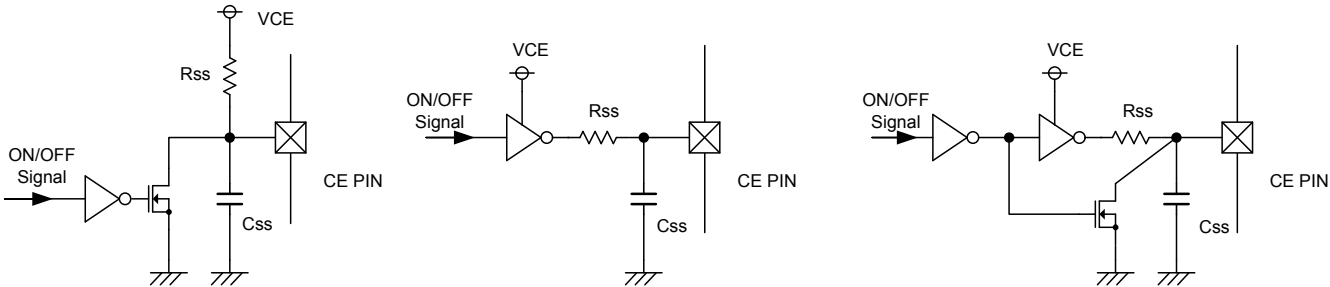 VCE
Rss
ON/OFF
Signal
CE PIN
Css
VCE
ON/OFF
Signal
Rss
CE PIN
Css
VCE
ON/OFF
Signal
Rss
CE PIN
Css